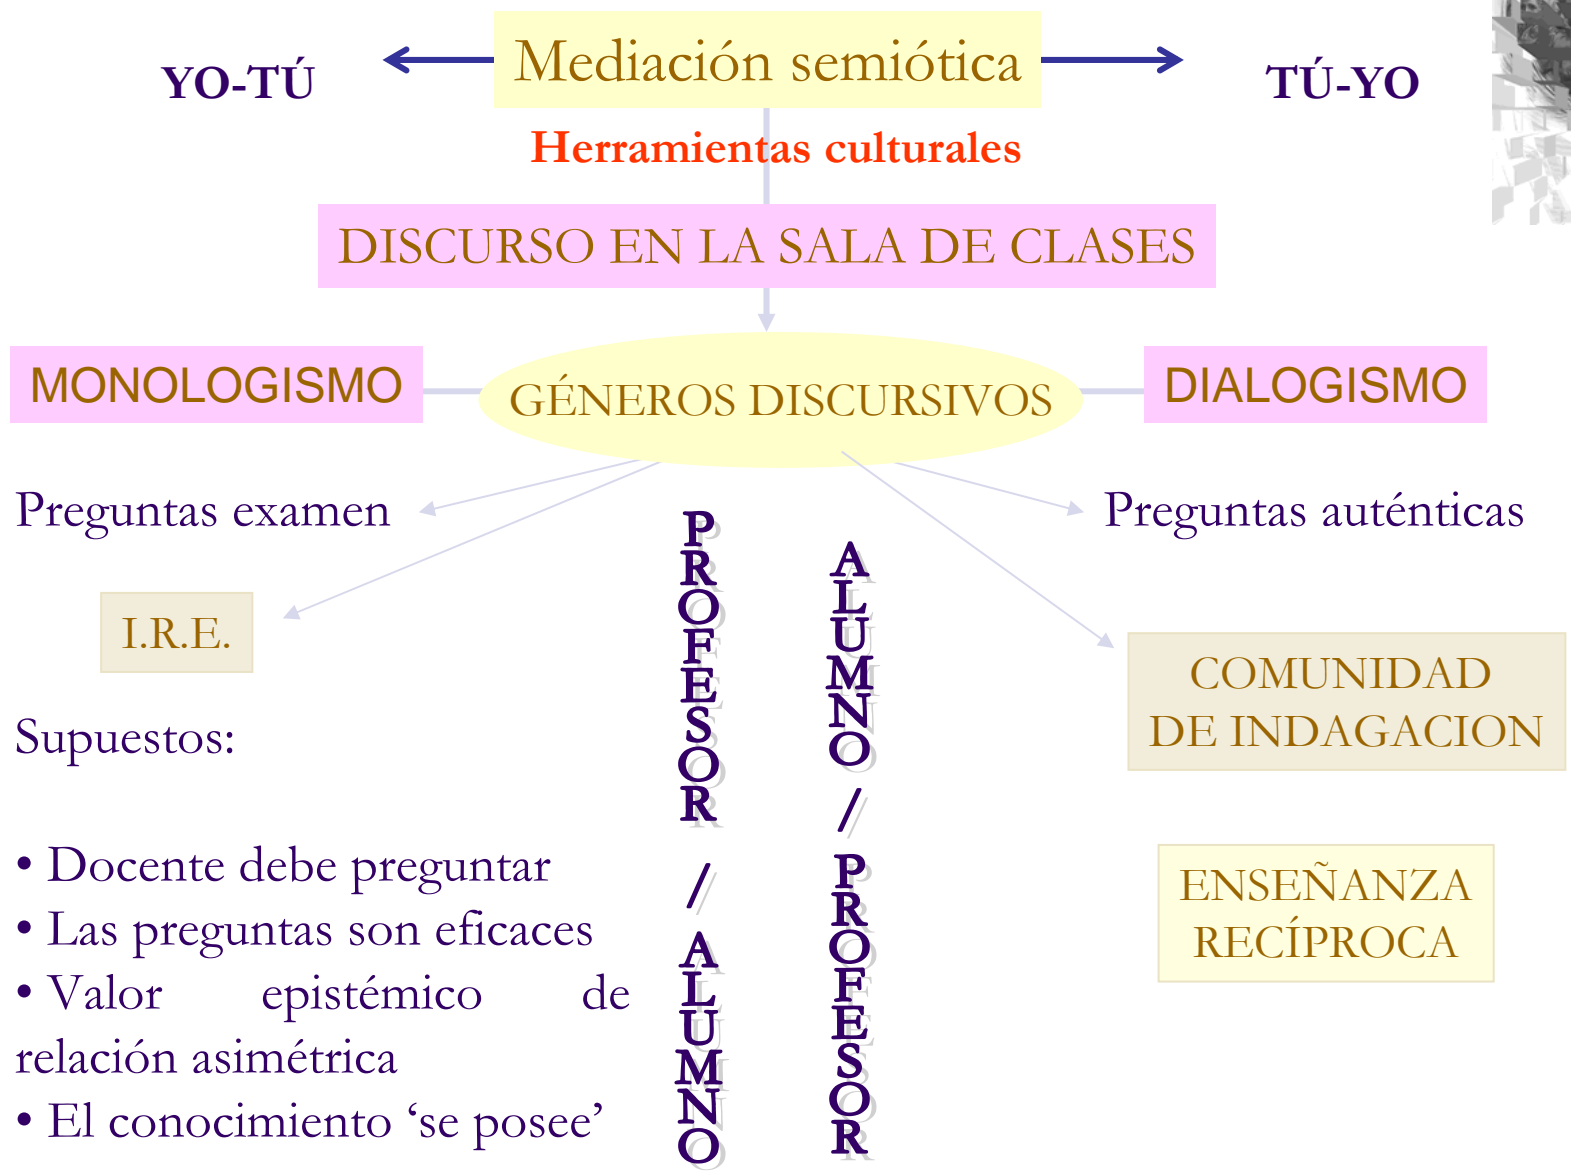 YO-TÚ
Mediación semiótica
TÚ-YO
Herramientas culturales
DISCURSO EN LA SALA DE CLASES
MONOLOGISMO
GÉNEROS DISCURSIVOS
DIALOGISMO
Preguntas examen
Preguntas auténticas
I.R.E.
Supuestos:
• Docente debe preguntar
• Las preguntas son eficaces
• Valor epistémico de
relación asimétrica
• El conocimiento ‘se posee’
PROFESOR / ALUMNO
ALUMNO / PROFESOR
COMUNIDAD
DE INDAGACION
ENSEÑANZA
RECÍPROCA